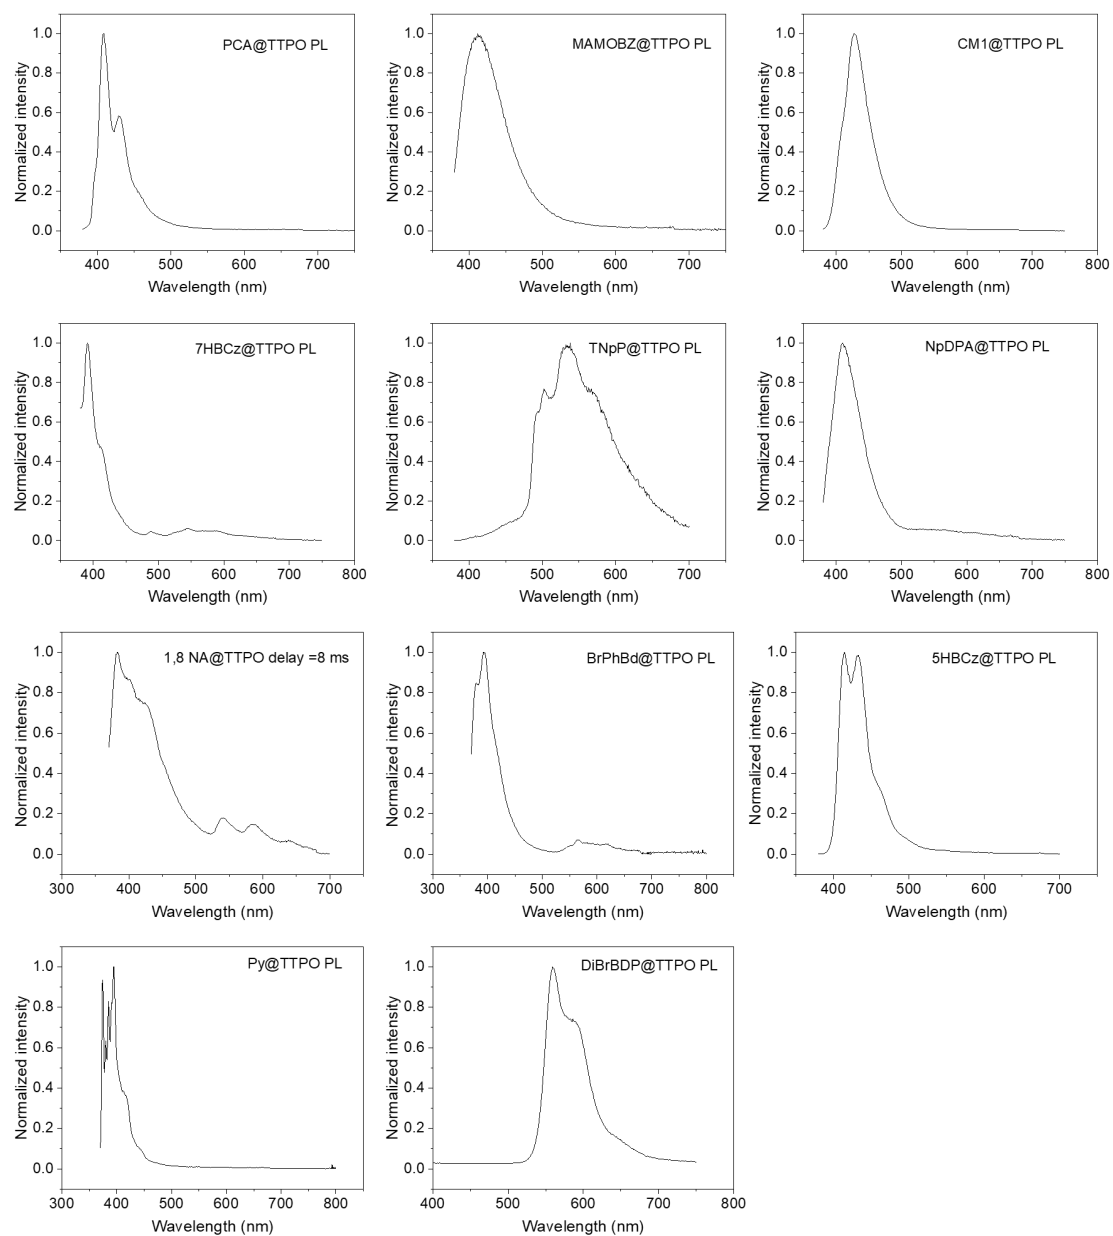 PCA@TTPO PL
Normalized intensity
1.0
0.8
0.6
0.4
0.2
0.0
400 500 600 700
Wavelength (nm)
MAMOBZ@TTPO PL
Normalized intensity
1.0
0.8
0.6
0.4
0.2
0.0
400 500 600 700
Wavelength (nm)
CM1@TTPO PL
Normalized intensity
1.0
0.8
0.6
0.4
0.2
0.0
400 500 600 700 800
Wavelength (nm)
7HBCz@TTPO PL
Normalized intensity
1.0
0.8
0.6
0.4
0.2
0.0
400 500 600 700 800
Wavelength (nm)
TNpP@TTPO PL
Normalized intensity
1.0
0.8
0.6
0.4
0.2
0.0
400 500 600 700
Wavelength (nm)
NpDPA@TTPO PL
Normalized intensity
1.0
0.8
0.6
0.4
0.2
0.0
400 500 600 700 800
Wavelength (nm)
1,8 NA@TTPO delay =8 ms
Normalized intensity
1.0
0.8
0.6
0.4
0.2
0.0
300 400 500 600 700
Wavelength (nm)
BrPhBd@TTPO PL
Normalized intensity
1.0
0.8
0.6
0.4
0.2
0.0
300 400 500 600 700 800
Wavelength (nm)
5HBCz@TTPO PL
Normalized intensity
1.0
0.8
0.6
0.4
0.2
0.0
400 500 600 700
Wavelength (nm)
Py@TTPO PL
Normalized intensity
1.0
0.8
0.6
0.4
0.2
0.0
300 400 500 600 700 800
Wavelength (nm)
DiBrBDP@TTPO PL
Normalized intensity
1.0
0.8
0.6
0.4
0.2
0.0
400 500 600 700 800
Wavelength (nm)